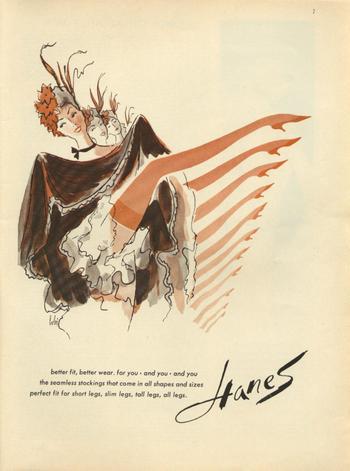 better fit, better wear. for you • and you • and you
the seamless stockings that come in all shapes and sizes
perfect fit for short legs, slim legs, tall legs, all legs.
Hanes